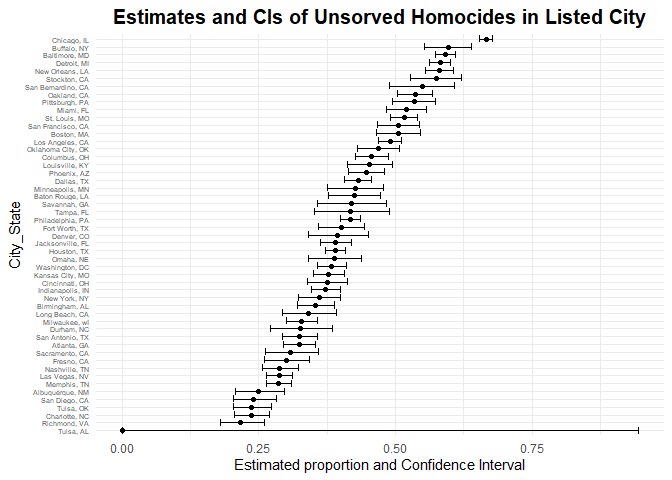 Estimates and CIs of Unsorved Homicides in Listed City
City_State
Chicago, IL
Buffalo, NY
Baltimore, MD
Detroit, MI
New Orleans, LA
Stockton, CA
San Bernardino, CA
Oakland, CA
Pittsburgh, PA
Miami, FL
St. Louis, MO
San Francisco, CA
Boston, MA
Los Angeles, CA
Oklahoma City, OK
Columbus, OH
Louisville, KY
Phoenix, AZ
Dallas, TX
Minneapolis, MN
Baton Rouge, LA
Savannah, GA
Tampa, FL
Philadelphia, PA
Fort Worth, TX
Denver, CO
Jacksonville, FL
Houston, TX
Omaha, NE
Washington, DC
Kansas City, MO
Cincinnati, OH
Indianapolis, IN
New York, NY
Birmingham, AL
Long Beach, CA
Milwaukee, wI
Durham, NC
San Antonio, TX
Atlanta, GA
Sacramento, CA
Fresno, CA
Nashville, TN
Las Vegas, NV
Memphis, TN
Albuquerque, NM
San Diego, CA
Tulsa, OK
Charlotte, NC
Richmond, VA
Tulsa, AL
0.00 0.25 0.50 0.75
Estimated proportion and Confidence Interval